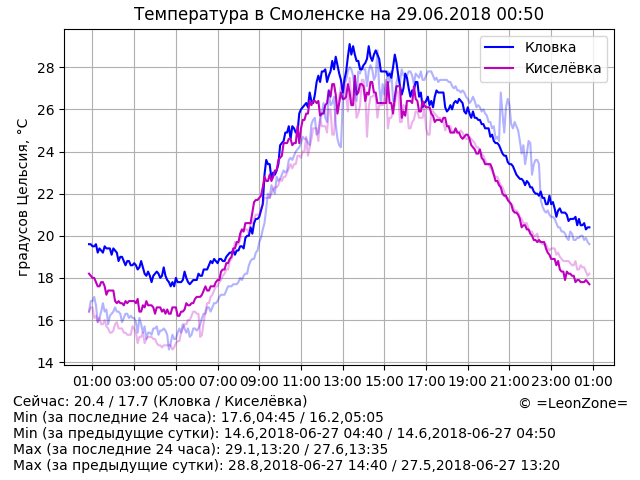 Температура в Смоленске на 29.06.2018 00:50
Кловка
Киселёвка
градусов Цельсия, °C
28
26
24
22
20
18
16
14
01:00 03:00 05:00 07:00 09:00 11:00 13:00 15:00 17:00 19:00 21:00 23:00 01:00
Сейчас: 20.4 / 17.7 (Кловка / Киселёвка)
© =LeonZone=
Min (за последние 24 часа): 17.6,04:45 / 16.2,05:05
Min (за предыдущие сутки): 14.6,2018-06-27 04:40 / 14.6,2018-06-27 04:50
Max (за последние 24 часа): 29.1,13:20 / 27.6,13:35
Max (за предыдущие сутки): 28.8,2018-06-27 14:40 / 27.5,2018-06-27 13:20